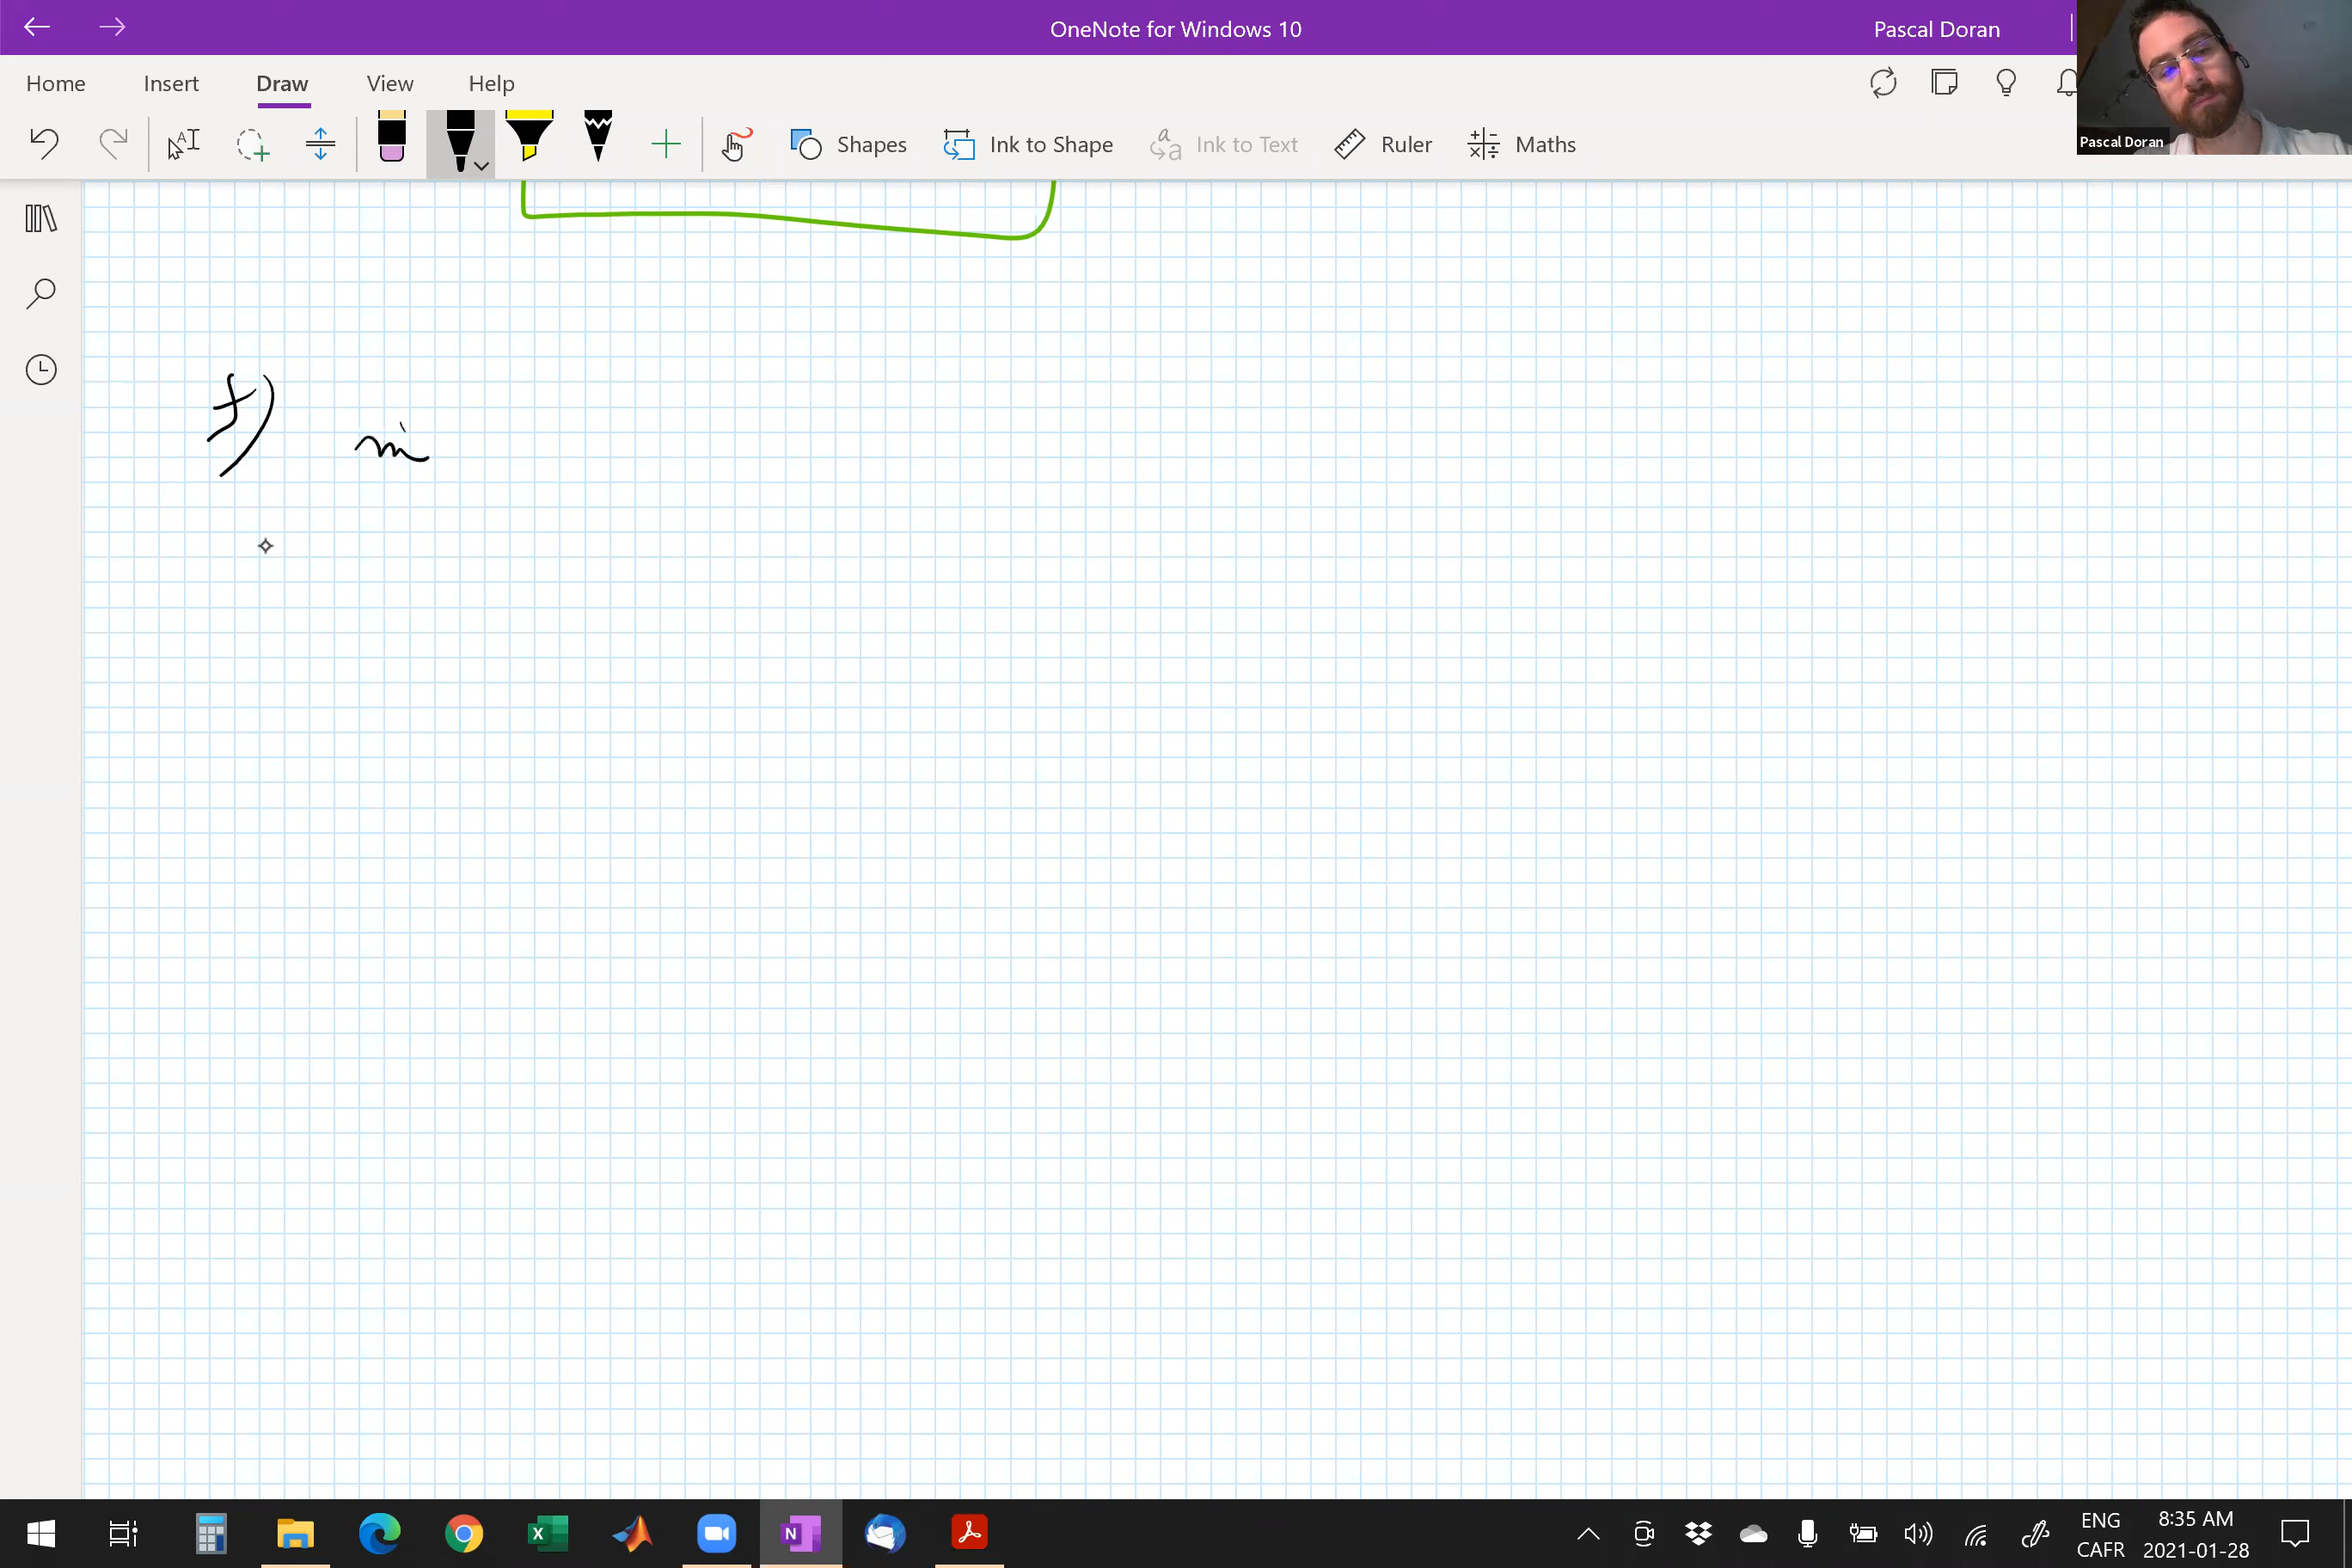 OneNote for Windows 10
Pascal Doran
Home Insert Draw View Help
Shapes Ink to Shape Ink to Text Ruler Maths
Pascal Doran
ṁ
ENG 8:35 AM
CAFR 2021-01-28